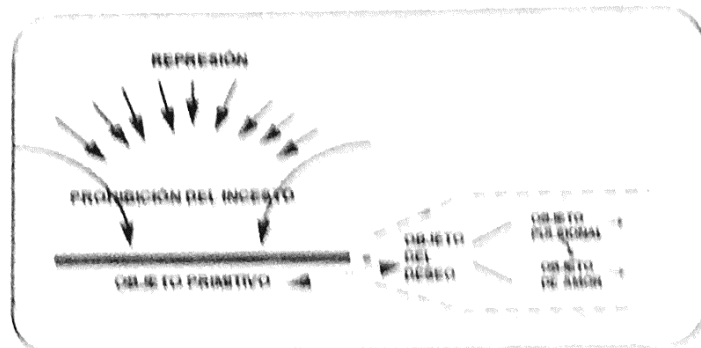 REPRESIÓN
PROHIBICIÓN DEL INCESTO
OBJETO PRIMITIVO
OBJETO
DEL
DESEO
OBJETO
PULSIONAL
OBJETO
DE AMOR